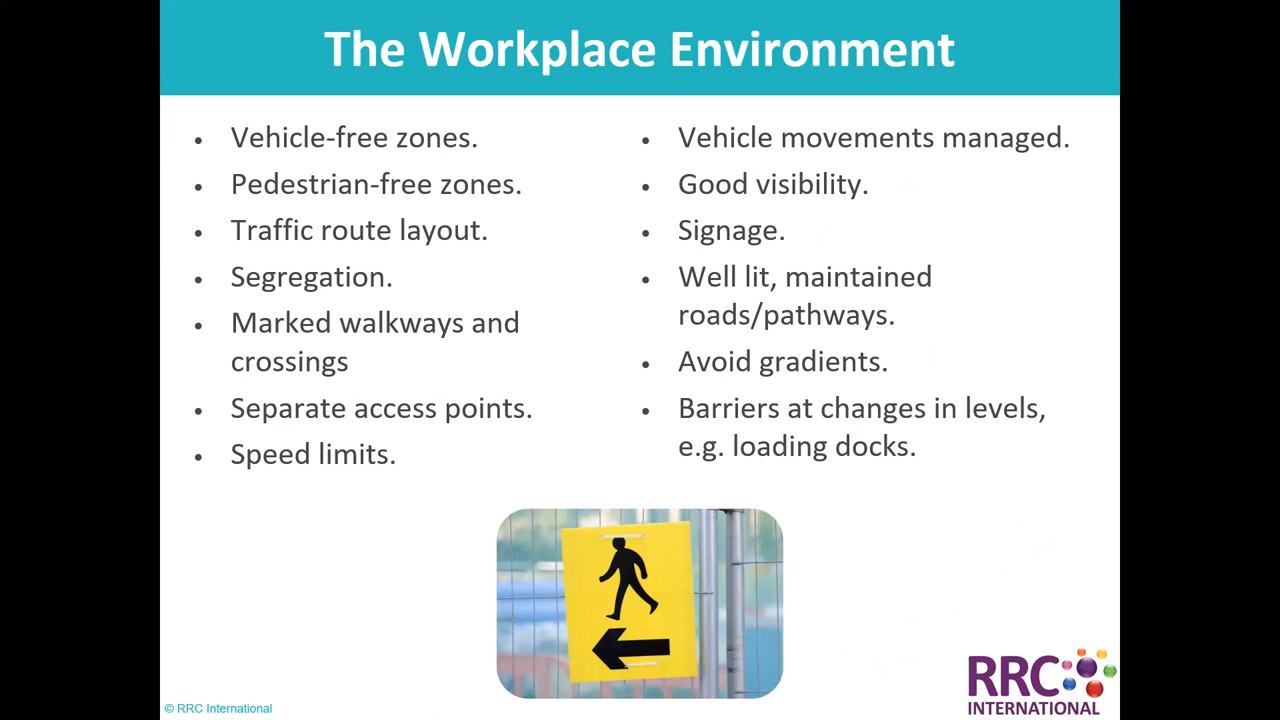 The Workplace Environment
• Vehicle-free zones.
• Pedestrian-free zones.
• Traffic route layout.
• Segregation.
• Marked walkways and
crossings
• Separate access points.
• Speed limits.
• Vehicle movements managed.
• Good visibility.
• Signage.
• Well lit, maintained
roads/pathways.
• Avoid gradients.
• Barriers at changes in levels,
e.g. loading docks.
© RRC International
RRC
INTERNATIONAL